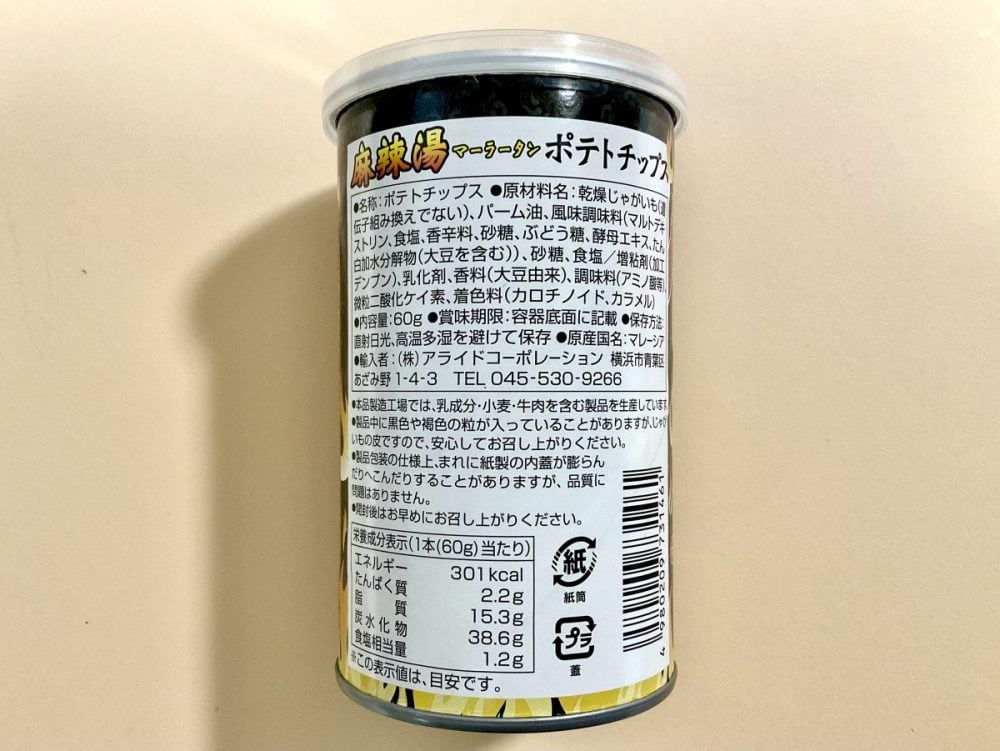 麻辣湯 マーラータン ポテトチップス
●名称:ポテトチップス ●原材料名:乾燥じゃがいも(遺
伝子組み換えでない)、パーム油、風味調味料(マルトデキ
ストリン、食塩、香辛料、砂糖、ぶどう糖、酵母エキス、たん
白加水分解物(大豆を含む))、砂糖、食塩/増粘剤(加工
デンプン)、乳化剤、香料(大豆由来)、調味料(アミノ酸等)、
微粒二酸化ケイ素、着色料(カロチノイド、カラメル)
●内容量:60g ●賞味期限:容器底面に記載 ●保存方法:
直射日光、高温多湿を避けて保存 ●原産国名:マレーシア
●輸入者:(株)アライドコーポレーション 横浜市青葉区
あざみ野1-4-3 TEL 045-530-9266
●本品製造工場では、乳成分・小麦・牛肉を含む製品を生産しています。
●製品中に黒色や褐色の粒が入っていることがありますが、じゃが
いもの皮ですので、安心してお召し上がりください。
●製品包装の仕様上、まれに紙製の内蓋が膨らん
だりへこんだりすることがありますが、品質に
問題はありません。
●開封後はお早めにお召し上がりください。
栄養成分表示(1本(60g)当たり)
エネルギー 301kcal
たんぱく質 2.2g
脂質 15.3g
炭水化物 38.6g
食塩相当量 1.2g
※この表示値は、目安です。
紙
紙筒
プラ
蓋
4 980209 731461